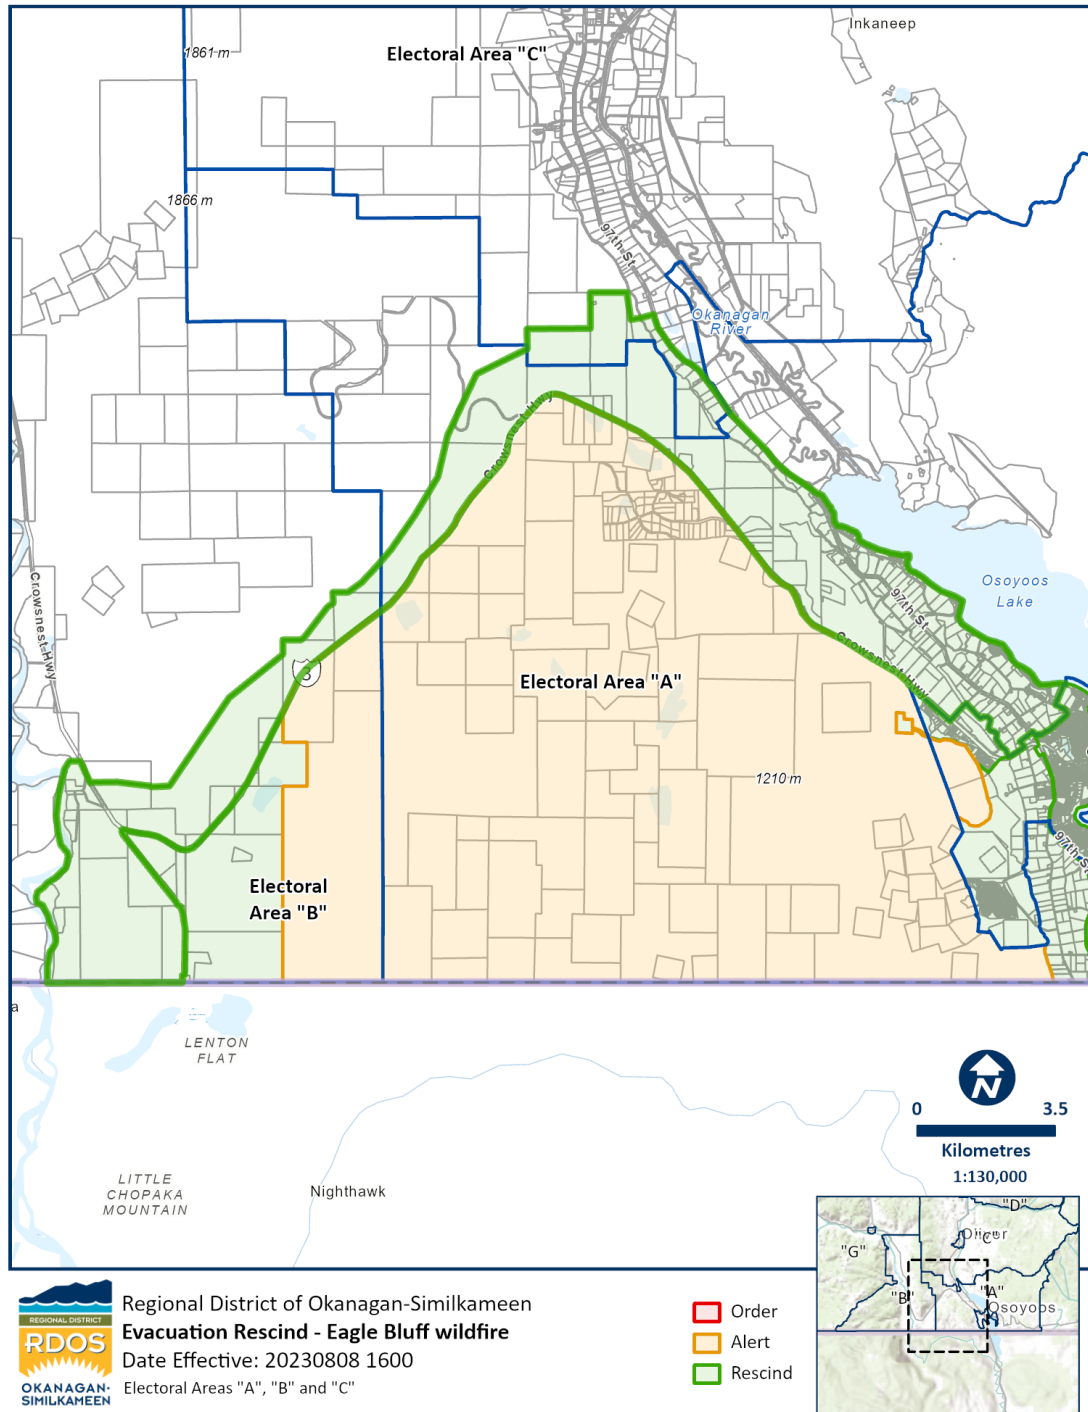 Inkaneep
Electoral Area "C"
1861 m
1866 m
97th St
Okanagan
River
Crowsnest Hwy
Crowsnest Hwy
Osoyoos
Lake
97th St
3
Crowsnest Hwy
Electoral Area "A"
1210 m
97th St
Electoral
Area "B"
a
LENTON
FLAT
N
0 3.5
Kilometres
1:130,000
LITTLE
CHOPAKA
MOUNTAIN
Nighthawk
"D"
Oliver
"C"
"G"
"A"
"B"
Osoyoos
REGIONAL DISTRICT
RDOS
OKANAGAN-
SIMILKAMEEN
Regional District of Okanagan-Similkameen
Evacuation Rescind - Eagle Bluff wildfire
Date Effective: 20230808 1600
Electoral Areas "A", "B" and "C"
Order
Alert
Rescind